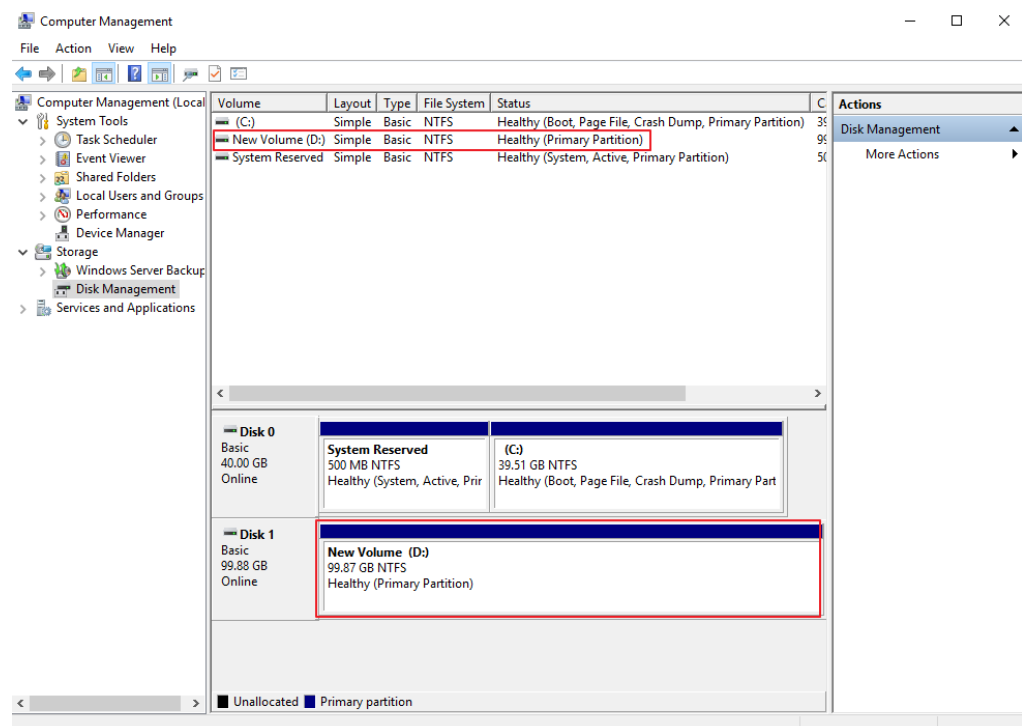 Computer Management
File Action View Help
Computer Management (Local
System Tools
Task Scheduler
Event Viewer
Shared Folders
Local Users and Groups
Performance
Device Manager
Storage
Windows Server Backup
Disk Management
Services and Applications
Volume Layout Type File System Status C
(C:) Simple Basic NTFS Healthy (Boot, Page File, Crash Dump, Primary Partition) 39
New Volume (D:) Simple Basic NTFS Healthy (Primary Partition) 99
System Reserved Simple Basic NTFS Healthy (System, Active, Primary Partition) 50
Disk 0
Basic
40.00 GB
Online
System Reserved
500 MB NTFS
Healthy (System, Active, Prir
(C:)
39.51 GB NTFS
Healthy (Boot, Page File, Crash Dump, Primary Part
Disk 1
Basic
99.88 GB
Online
New Volume (D:)
99.87 GB NTFS
Healthy (Primary Partition)
Unallocated Primary partition
Actions
Disk Management
More Actions